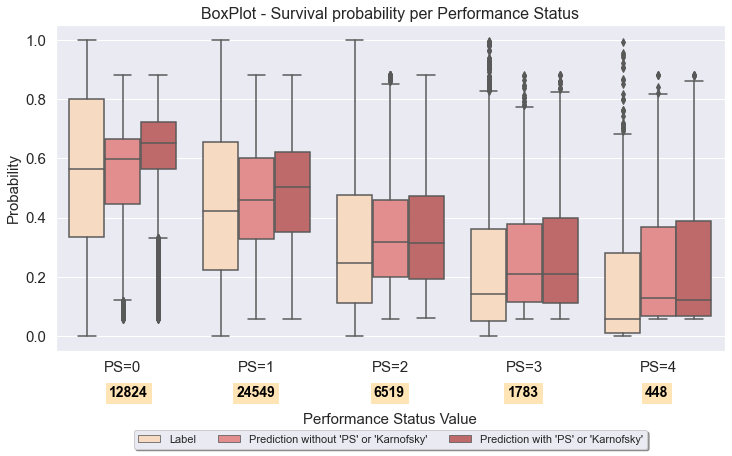 BoxPlot - Survival probability per Performance Status
1.0
0.8
0.6
0.4
0.2
0.0
Probability
PS=0 PS=1 PS=2 PS=3 PS=4
12824 24549 6519 1783 448
Performance Status Value
Label Prediction without 'PS' or 'Karnofsky' Prediction with 'PS' or 'Karnofsky'